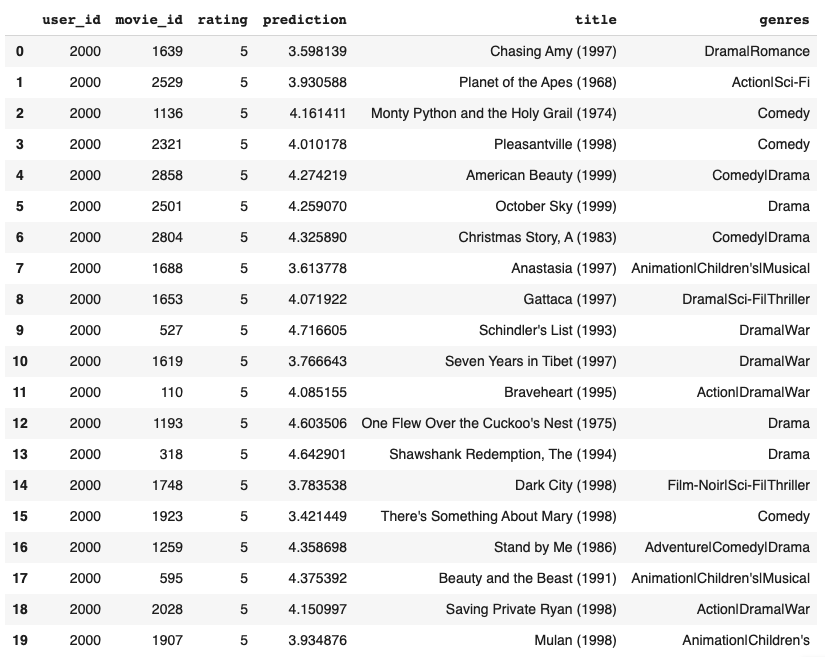 user_id movie_id rating prediction title genres
0 2000 1639 5 3.598139 Chasing Amy (1997) Drama|Romance
1 2000 2529 5 3.930588 Planet of the Apes (1968) Action|Sci-Fi
2 2000 1136 5 4.161411 Monty Python and the Holy Grail (1974) Comedy
3 2000 2321 5 4.010178 Pleasantville (1998) Comedy
4 2000 2858 5 4.274219 American Beauty (1999) Comedy|Drama
5 2000 2501 5 4.259070 October Sky (1999) Drama
6 2000 2804 5 4.325890 Christmas Story, A (1983) Comedy|Drama
7 2000 1688 5 3.613778 Anastasia (1997) Animation|Children's|Musical
8 2000 1653 5 4.071922 Gattaca (1997) Drama|Sci-Fi|Thriller
9 2000 527 5 4.716605 Schindler's List (1993) Drama|War
10 2000 1619 5 3.766643 Seven Years in Tibet (1997) Drama|War
11 2000 110 5 4.085155 Braveheart (1995) Action|Drama|War
12 2000 1193 5 4.603506 One Flew Over the Cuckoo's Nest (1975) Drama
13 2000 318 5 4.642901 Shawshank Redemption, The (1994) Drama
14 2000 1748 5 3.783538 Dark City (1998) Film-Noir|Sci-Fi|Thriller
15 2000 1923 5 3.421449 There's Something About Mary (1998) Comedy
16 2000 1259 5 4.358698 Stand by Me (1986) Adventure|Comedy|Drama
17 2000 595 5 4.375392 Beauty and the Beast (1991) Animation|Children's|Musical
18 2000 2028 5 4.150997 Saving Private Ryan (1998) Action|Drama|War
19 2000 1907 5 3.934876 Mulan (1998) Animation|Children's